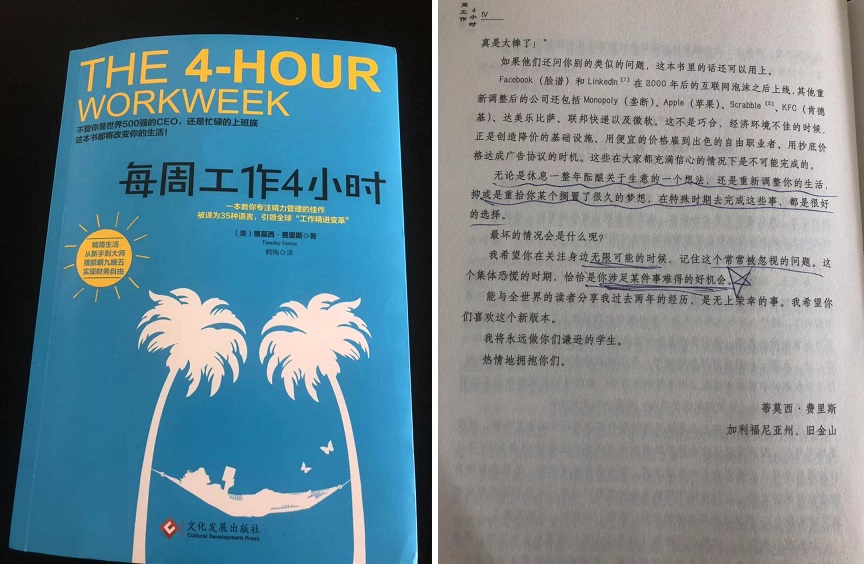 THE 4-HOUR
WORKWEEK
不管你是世界500强的CEO，还是忙碌的上班族
这本书都将改变你的生活！
每周工作4小时
一本教你专注精力管理的佳作
被译为35种语言，引领全球“工作精进变革”
（美）蒂莫西·费里斯◎著
Timothy Ferriss
鹤梅◎译
精简生活
从新手到大师
摆脱朝九晚五
实现财务自由
文化发展出版社
Cultural Development Press
每周工作
4小时
IV
真是太棒了！”
如果他们还问你别的类似的问题，这本书里的话还可以用上。
Facebook（脸谱）和 LinkedIn [1] 在 2000 年后的互联网泡沫之后上线，其他重
新调整后的公司还包括 Monopoly（垄断）、Apple（苹果）、Scrabble [2]、KFC（肯德
基）、达美乐比萨、联邦快递以及微软。这不是巧合，经济环境不佳的时候，
正是创造降价的基础设施、用便宜的价格雇到出色的自由职业者、用抄底价
格达成广告协议的时机。这些在大家都充满信心的情况下是不可能完成的。
无论是休息一整年酝酿关于生意的一个想法，还是重新调整你的生活，
抑或是重拾你某个搁置了很久的梦想，在特殊时期去完成这些事，都是很好
的选择。
最坏的情况会是什么呢？
我希望你在关注身边无限可能的时候，记住这个常常被忽视的问题。这
个集体恐慌的时期，恰恰是你涉足某件事难得的好机会。
能与全世界的读者分享我过去两年的经历，是无上荣幸的事。我希望你
们喜欢这个新版本。
我将永远做你们谦逊的学生。
热情地拥抱你们。
蒂莫西·费里斯
加利福尼亚州，旧金山